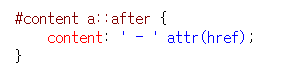 #content a::after {
    content: ' - ' attr(href);
}